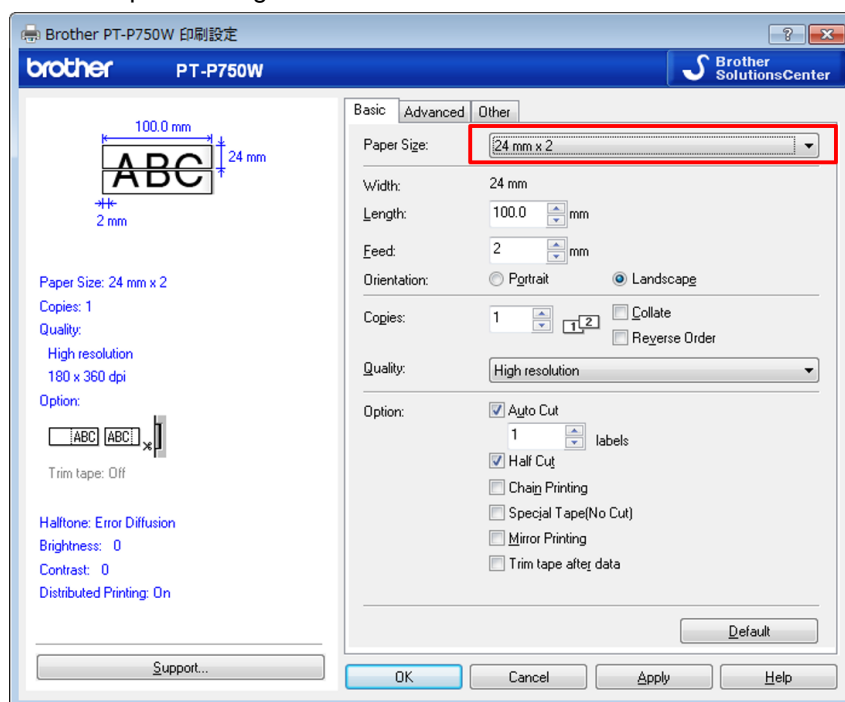 Brother PT-P750W 印刷設定
brother PT-P750W
Brother
SolutionsCenter
100.0 mm
ABC
24 mm
2 mm
Paper Size: 24 mm x 2
Copies: 1
Quality:
High resolution
180 x 360 dpi
Option:
ABC ABC
Trim tape: Off
Halftone: Error Diffusion
Brightness: 0
Contrast: 0
Distributed Printing: On
Support...
Basic Advanced Other
Paper Size: 24 mm x 2
Width: 24 mm
Length: 100.0 mm
Feed: 2 mm
Orientation: Portrait Landscape
Copies: 1 1 2 Collate
Reverse Order
Quality: High resolution
Option: Auto Cut
1 labels
Half Cut
Chain Printing
Special Tape(No Cut)
Mirror Printing
Trim tape after data
Default
OK Cancel Apply Help